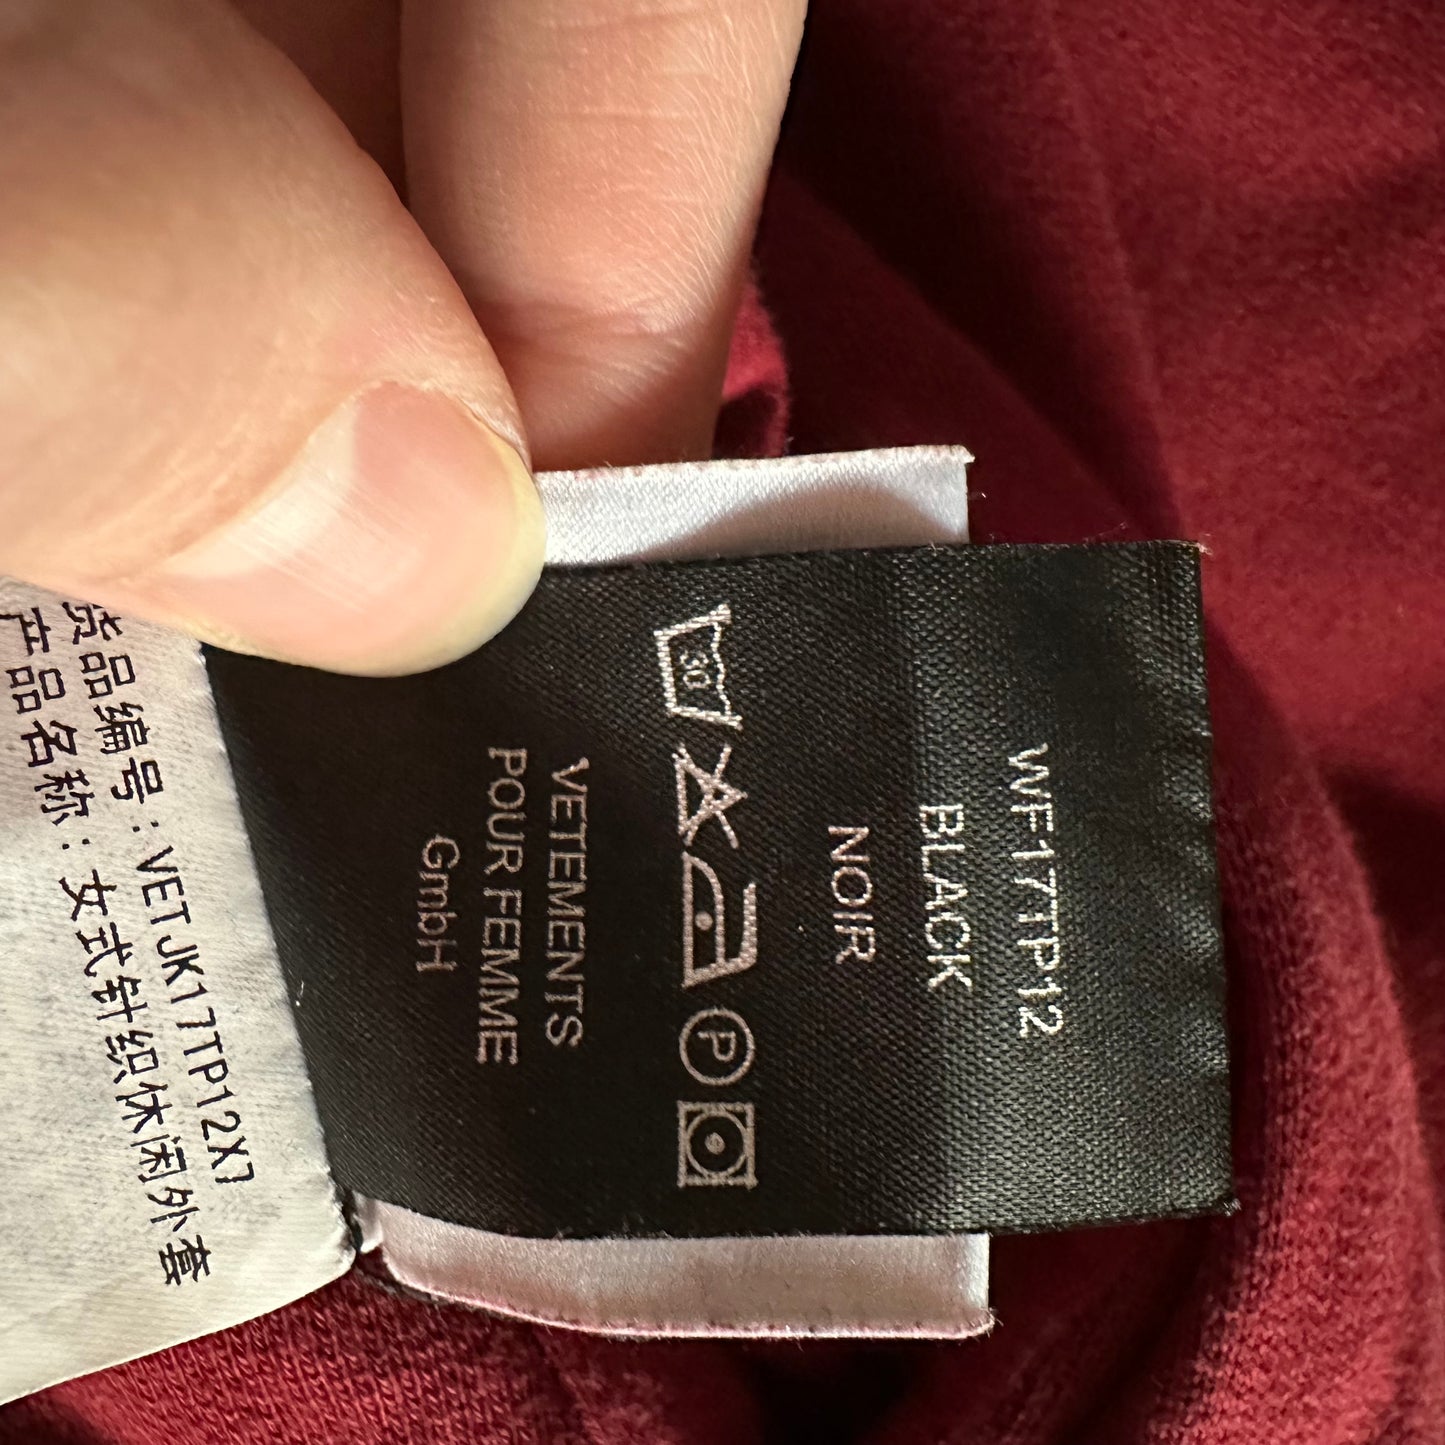 货品编号:VETJK17TP12X7
产品名称:女式针织休闲外套
WF17TP12
BLACK
NOIR
30
P
VETEMENTS
POUR FEMME
GmbH